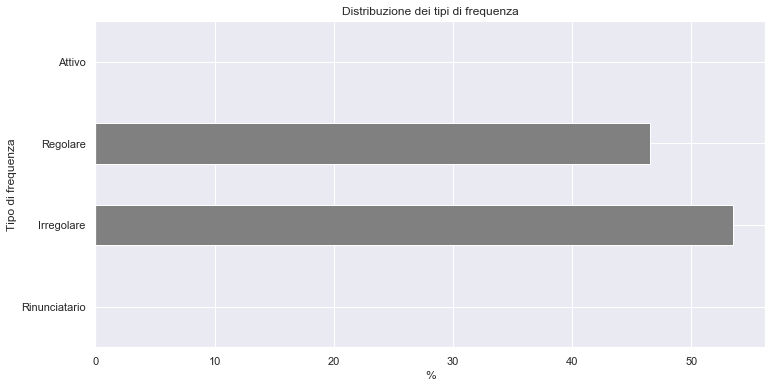 Distribuzione dei tipi di frequenza
Tipo di frequenza
Attivo
Regolare
Irregolare
Rinunciatario
0 10 20 30 40 50
%